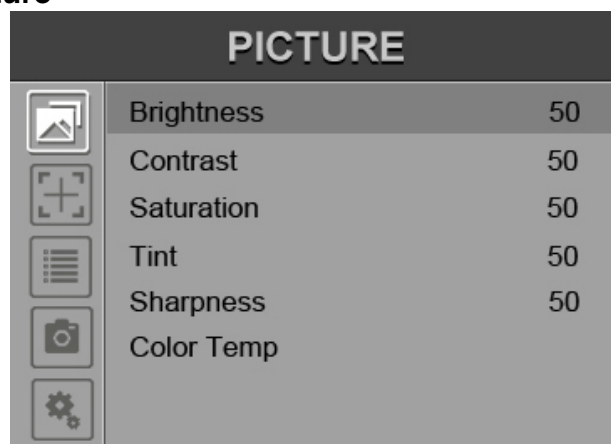 PICTURE
Brightness 50
Contrast 50
Saturation 50
Tint 50
Sharpness 50
Color Temp